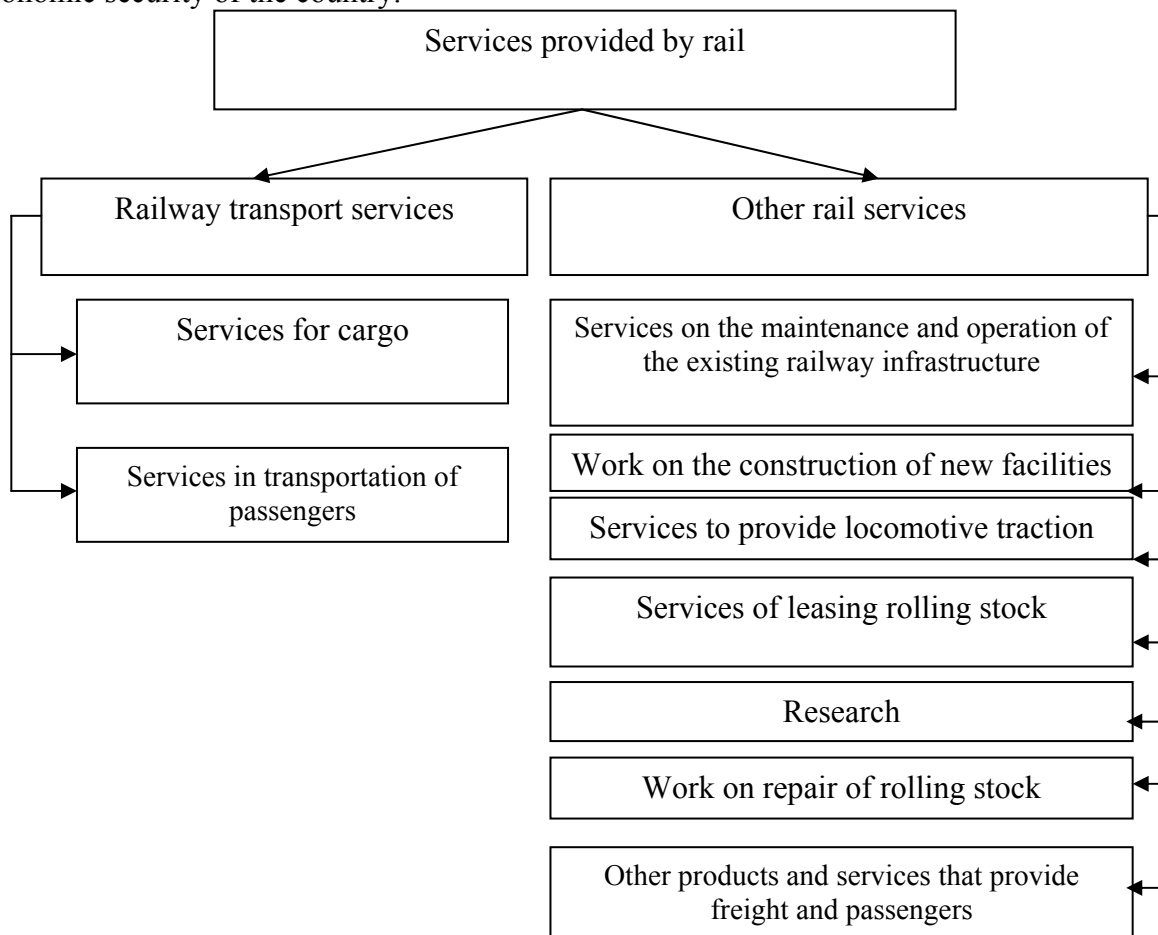 security of the country.
Services provided by rail
Railway transport services
Other rail services
Services for cargo
Services in transportation of
passengers
Services on the maintenance and operation of
the existing railway infrastructure
Work on the construction of new facilities
Services to provide locomotive traction
Services of leasing rolling stock
Research
Work on repair of rolling stock
Other products and services that provide
freight and passengers